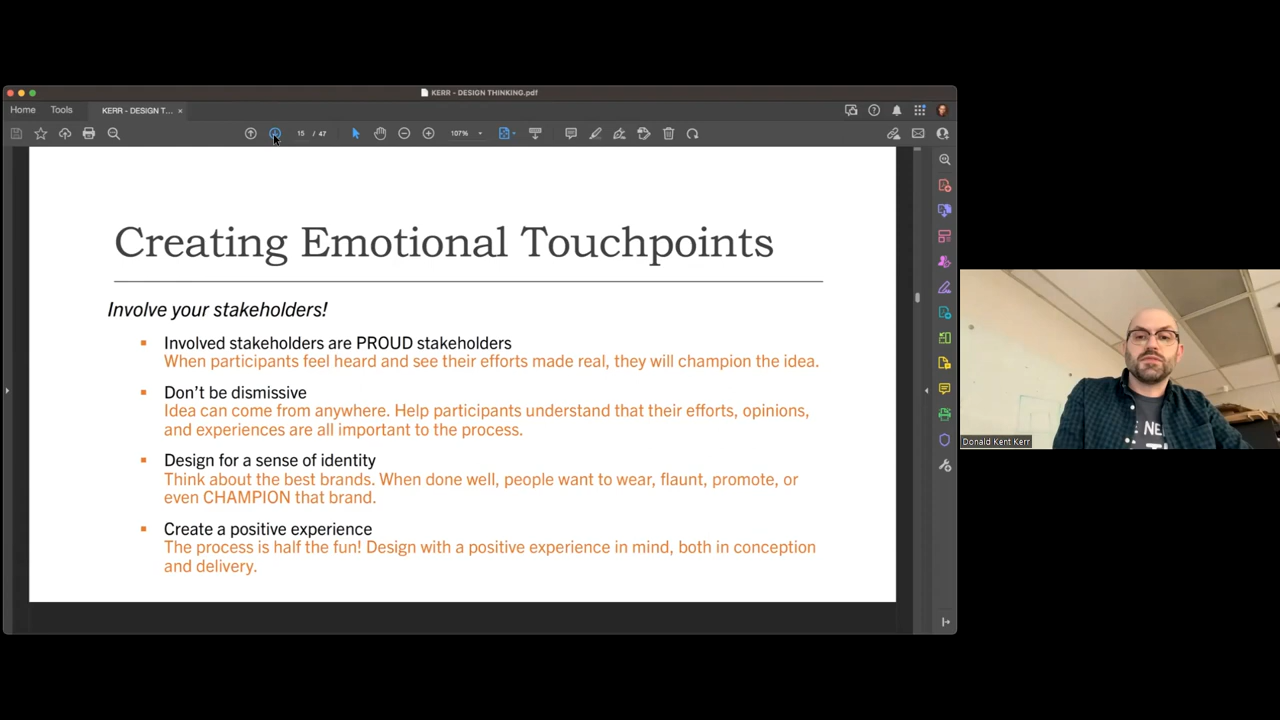 KERR - DESIGN THINKING.pdf
Home
Tools
KERR - DESIGN T...
15 / 47
107%
Creating Emotional Touchpoints
Involve your stakeholders!
Involved stakeholders are PROUD stakeholders
When participants feel heard and see their efforts made real, they will champion the idea.
Don't be dismissive
Idea can come from anywhere. Help participants understand that their efforts, opinions,
and experiences are all important to the process.
Design for a sense of identity
Think about the best brands. When done well, people want to wear, flaunt, promote, or
even CHAMPION that brand.
Create a positive experience
The process is half the fun! Design with a positive experience in mind, both in conception
and delivery.
Donald Kent Kerr